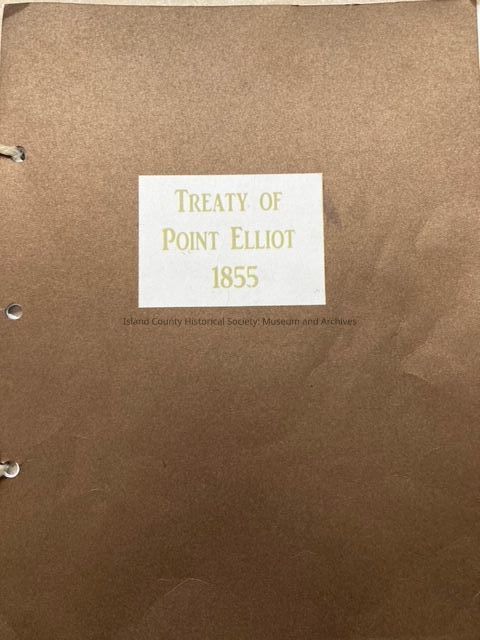 Treaty of
Point Elliot
1855
Island County Historical Society: Museum and Archives